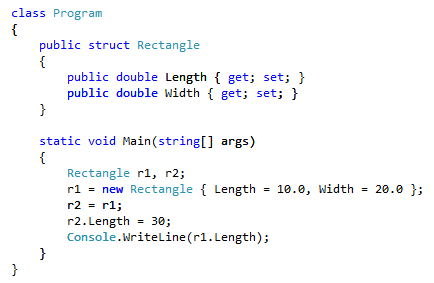 class Program
{
    public struct Rectangle
    {
        public double Length { get; set; }
        public double Width { get; set; }
    }

    static void Main(string[] args)
    {
        Rectangle r1, r2;
        r1 = new Rectangle { Length = 10.0, Width = 20.0 };
        r2 = r1;
        r2.Length = 30;
        Console.WriteLine(r1.Length);
    }
}